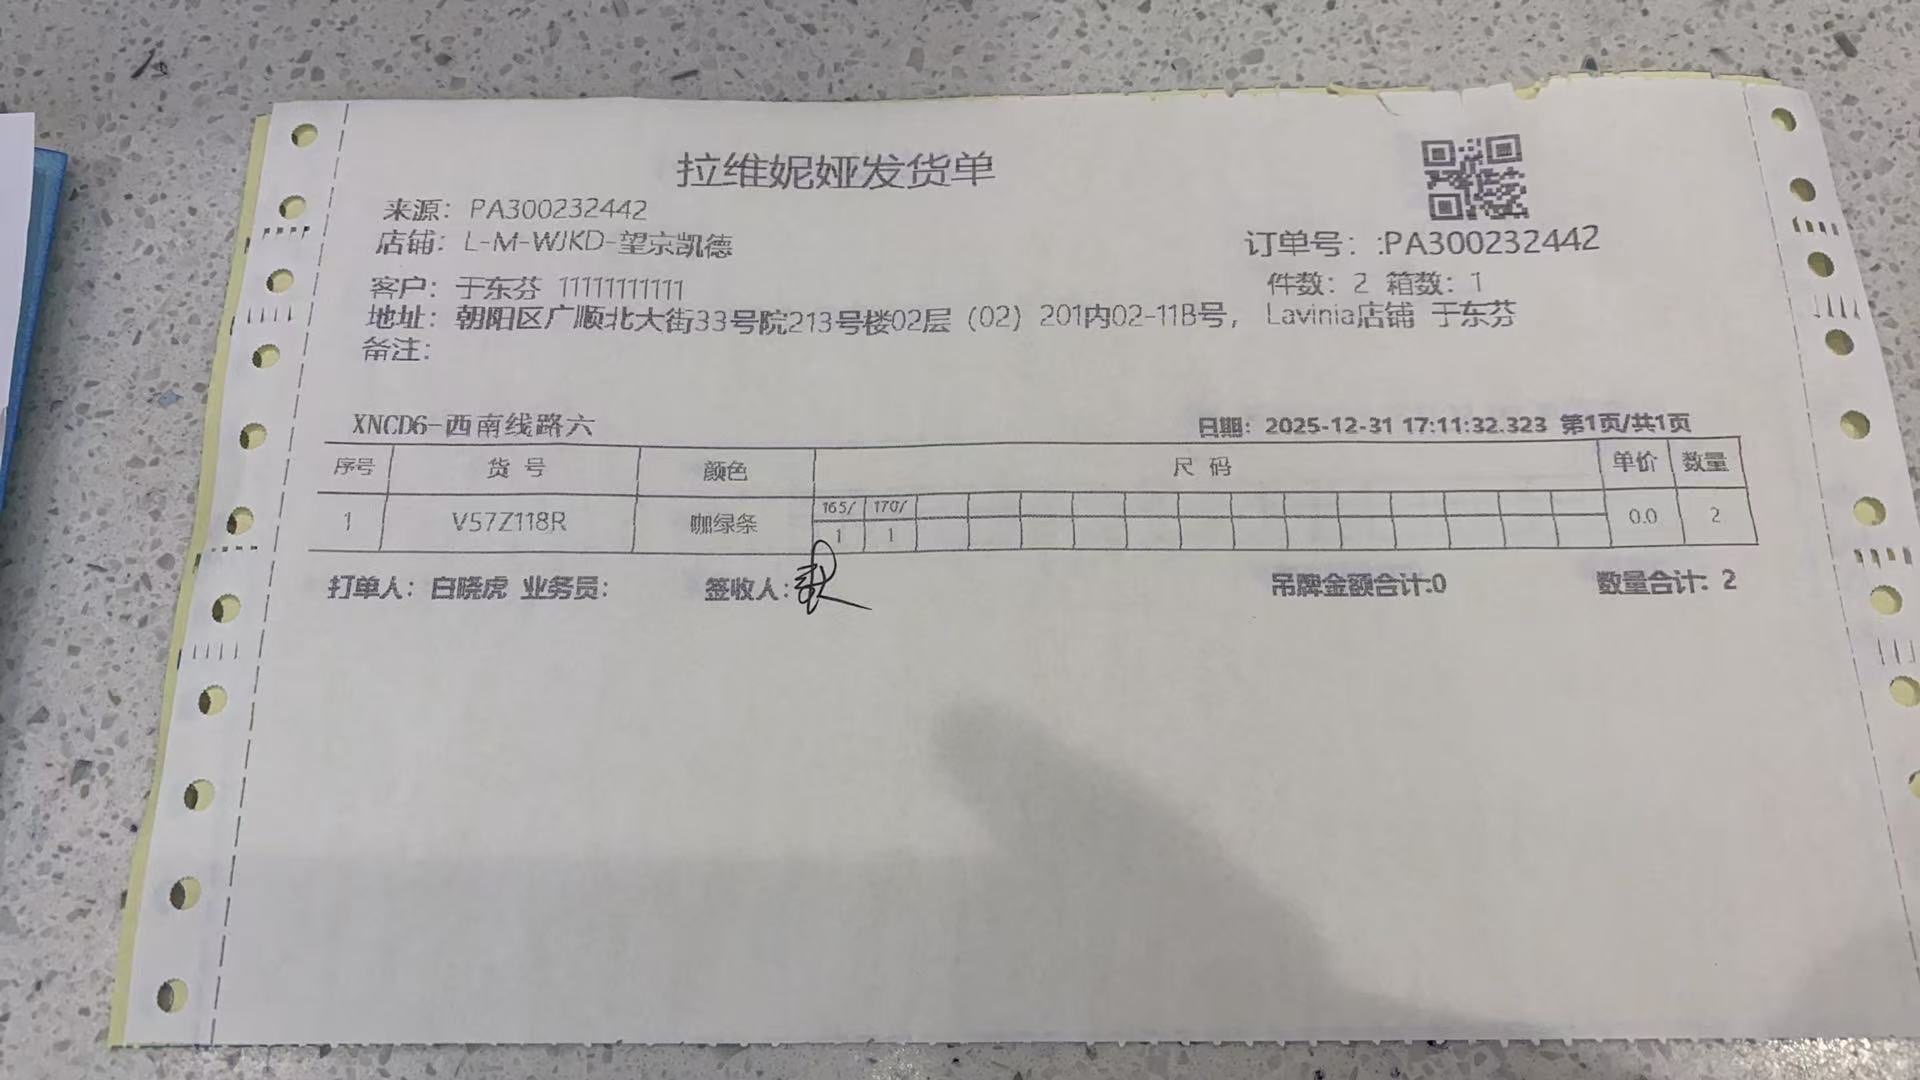 拉维妮娅发货单
来源：PA300232442
店铺：L-M-WJKD-望京凯德
订单号：:PA300232442
客户：于东芬 11111111111
件数：2 箱数：1
地址：朝阳区广顺北大街33号院213号楼02层（02）201内02-11B号， Lavinia店铺 于东芬
备注：
XNCD6-西南线路六
日期：2025-12-31 17:11:32.323 第1页/共1页
序号 货号 颜色 尺码 单价 数量
165/ 170/
1 V57Z118R 咖绿条 1 1 0.0 2
打单人：白晓虎 业务员： 签收人： 吊牌金额合计:0 数量合计：2